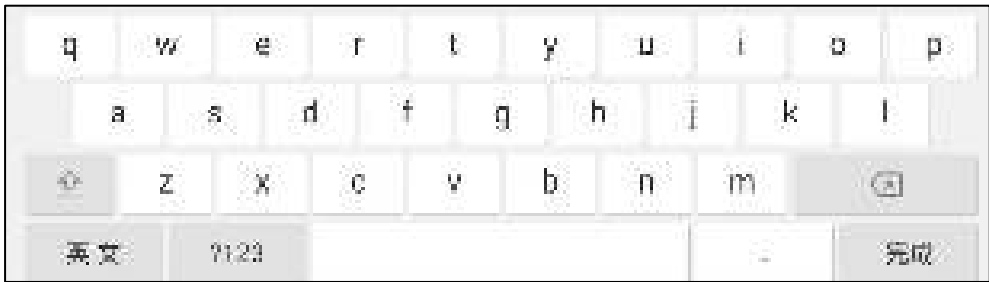 q w e r t y u i o p
a s d f g h j k l
z x c v b n m
英文 ?123 完成